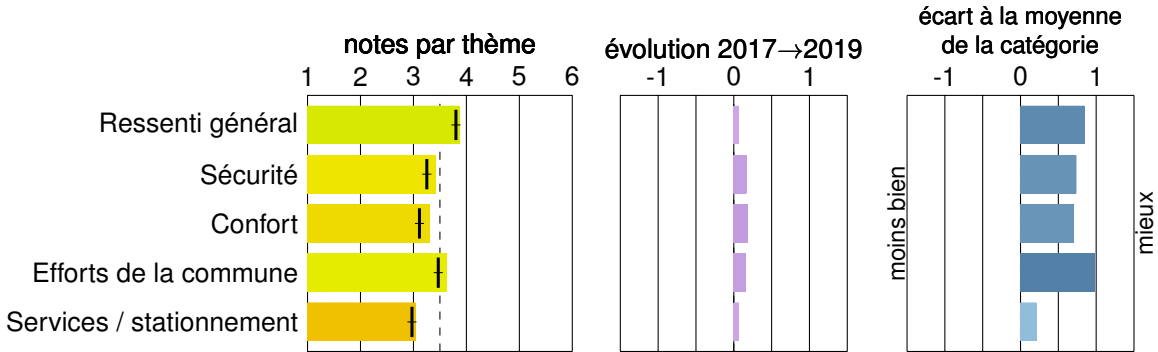 notes par thème
1 2 3 4 5 6
évolution 2017→2019
-1 0 1
écart à la moyenne
de la catégorie
-1 0 1
Ressenti général
Sécurité
Confort
Efforts de la commune
Services / stationnement
moins bien
mieux